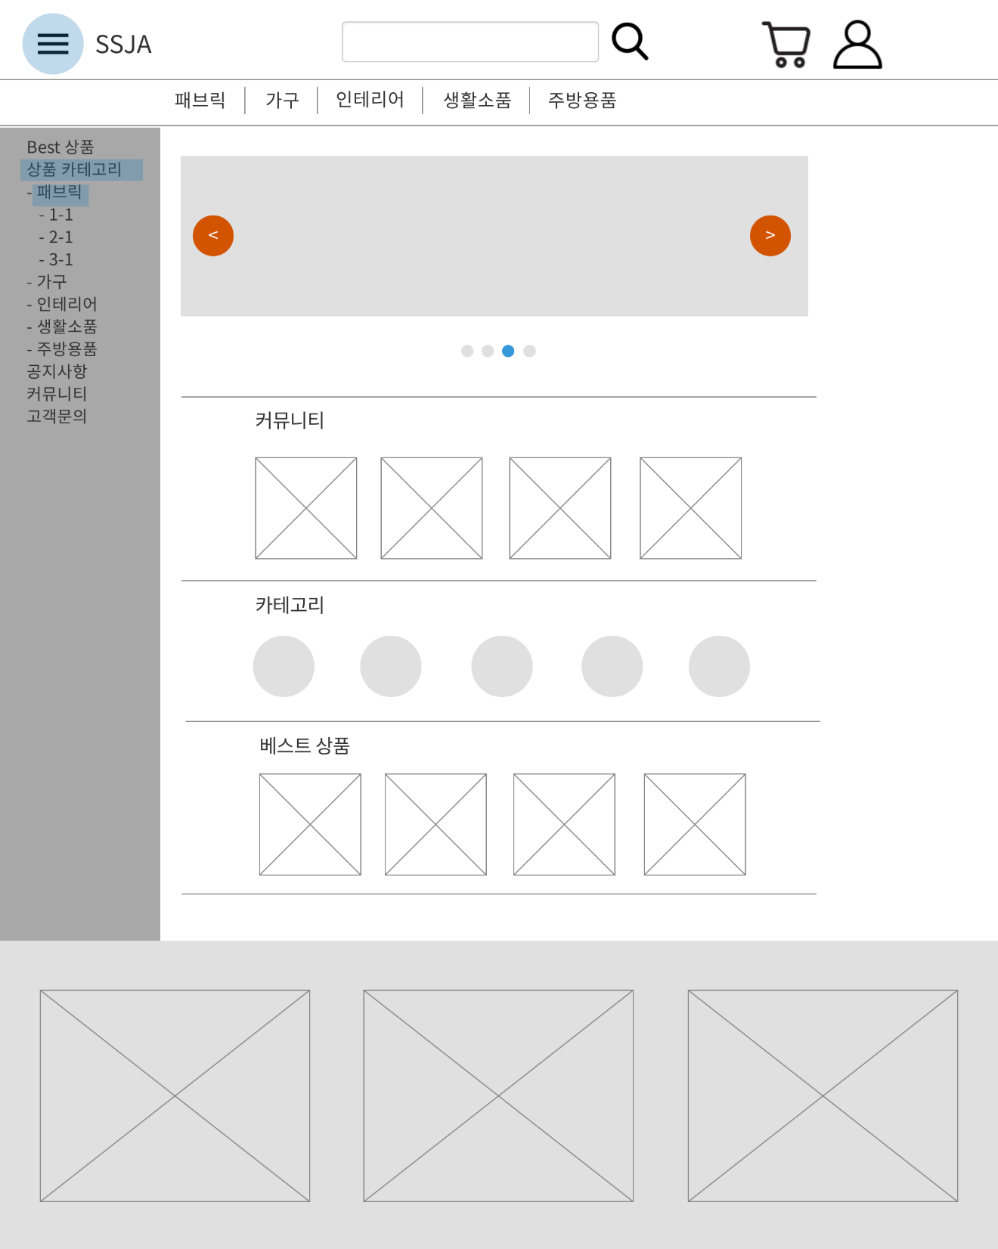 SSJA
패브릭 가구 인테리어 생활소품 주방용품
Best 상품
상품 카테고리
- 패브릭
- 1-1
- 2-1
- 3-1
- 가구
- 인테리어
- 생활소품
- 주방용품
공지사항
커뮤니티
고객문의
< >
커뮤니티
카테고리
베스트 상품